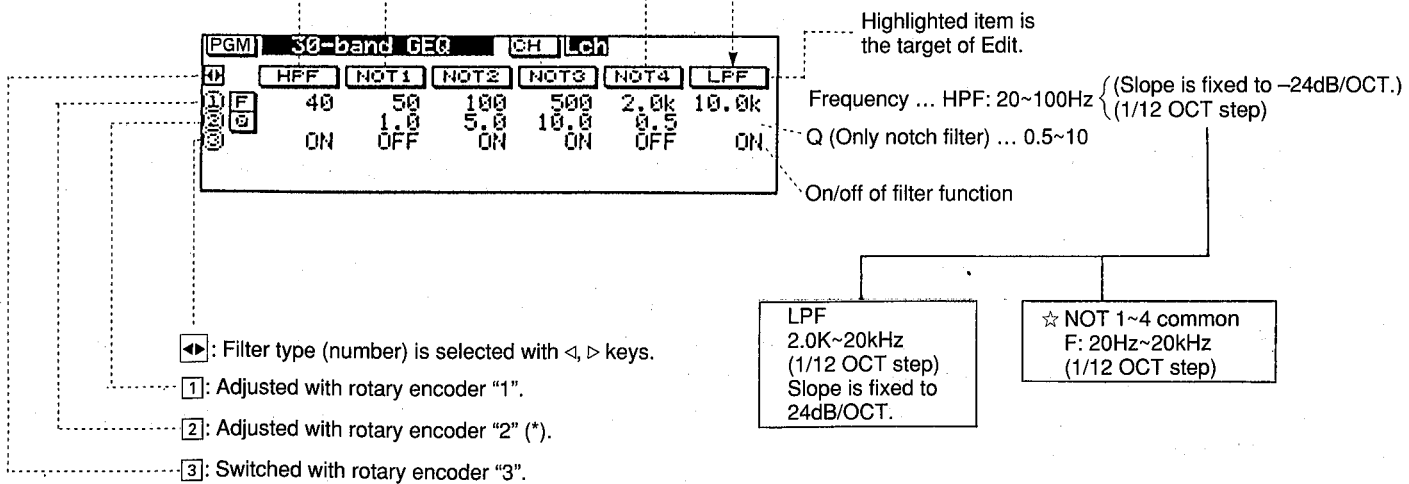 PGM 30-band GEQ CH Lch
HPF NOT1 NOT2 NOT3 NOT4 LPF
1 F 40 50 100 500 2.0k 10.0k
2 Q 1.0 5.0 10.0 0.5
3 ON OFF ON ON OFF ON
Highlighted item is
the target of Edit.
Frequency ... HPF: 20~100Hz { (Slope is fixed to –24dB/OCT.)
(1/12 OCT step)
Q (Only notch filter) ... 0.5~10
On/off of filter function
LPF
2.0K~20kHz
(1/12 OCT step)
Slope is fixed to
24dB/OCT.
☆ NOT 1~4 common
F: 20Hz~20kHz
(1/12 OCT step)
◀▶: Filter type (number) is selected with ◁, ▷ keys.
1: Adjusted with rotary encoder “1”.
2: Adjusted with rotary encoder “2” (*).
3: Switched with rotary encoder “3”.